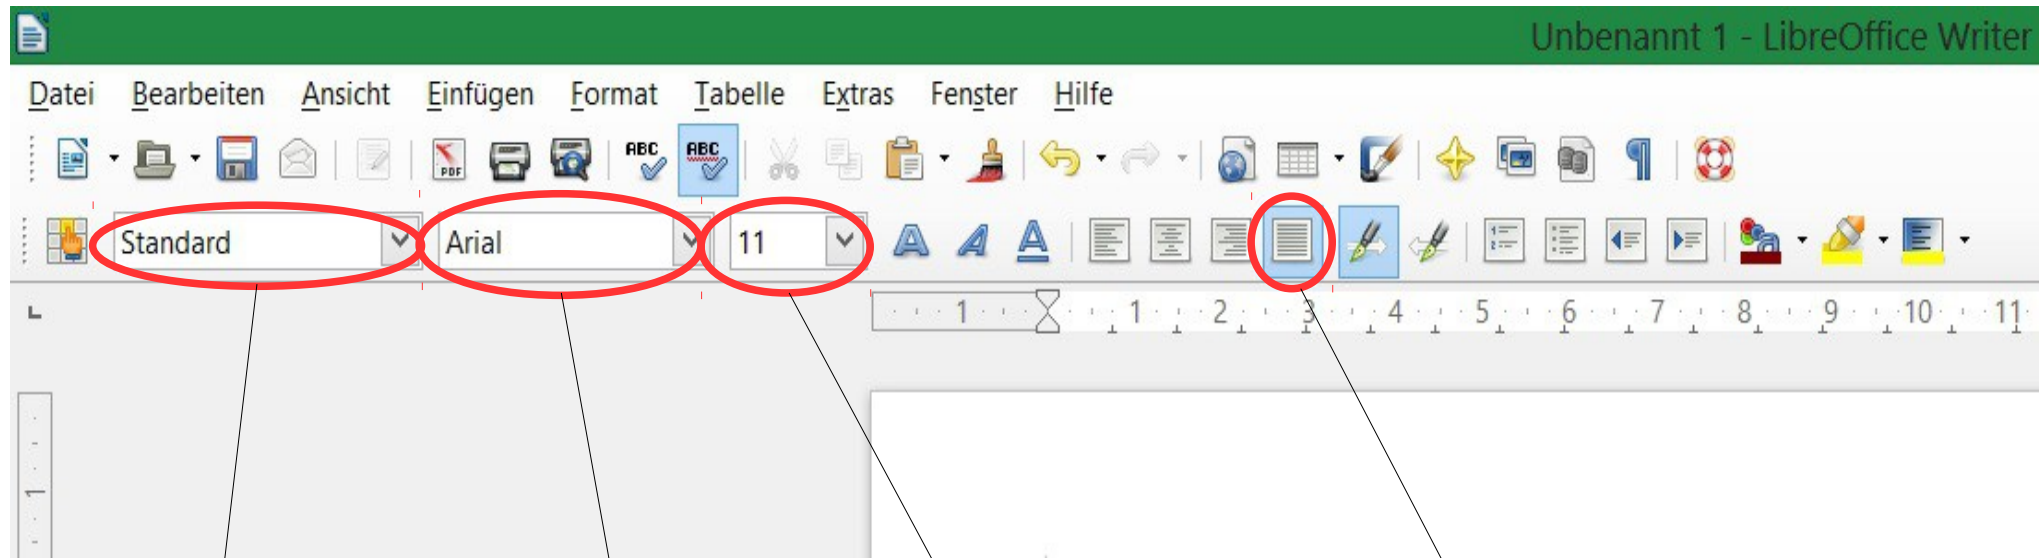 Unbenannt 1 - LibreOffice Writer
Datei Bearbeiten Ansicht Einfügen Format Tabelle Extras Fenster Hilfe
PDF ABC ABC
Standard Arial 11
1 1 2 3 4 5 6 7 8 9 10 11
1